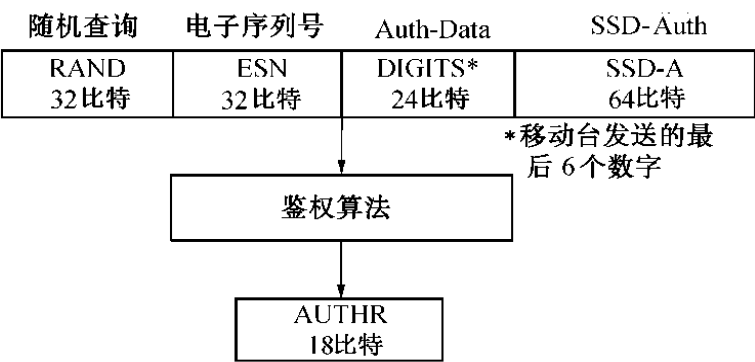 随机查询 电子序列号 Auth-Data SSD-Auth
RAND ESN DIGITS* SSD-A
32比特 32比特 24比特 64比特
*移动台发送的最
后 6个数字
鉴权算法
AUTHR
18比特